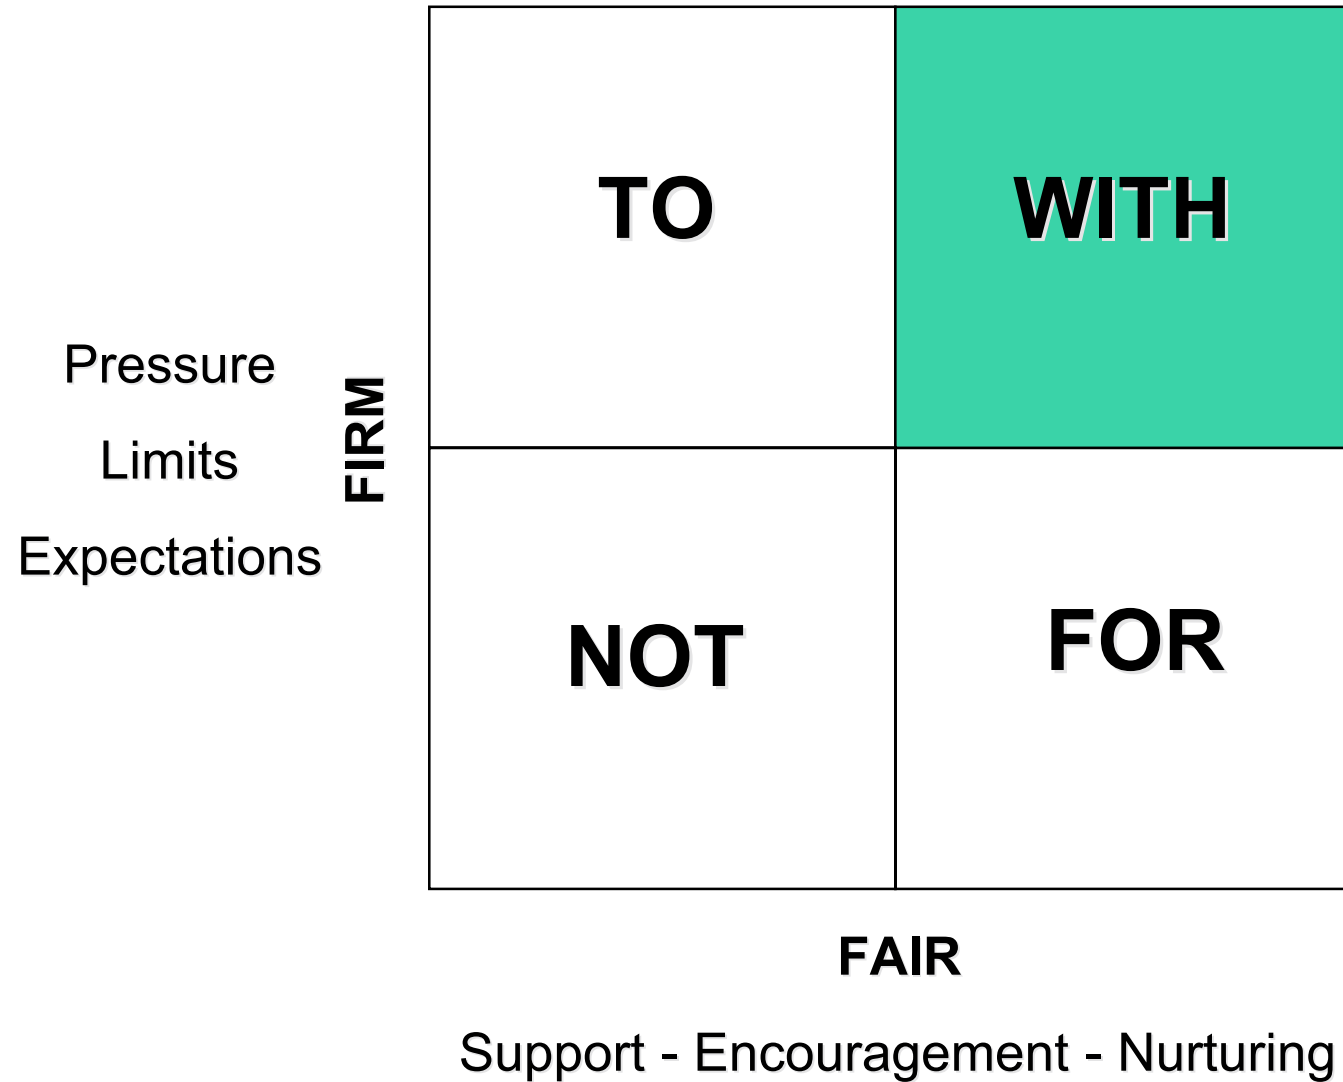 TO
WITH
Pressure
Limits
Expectations
FIRM
NOT
FOR
FAIR
Support - Encouragement - Nurturing